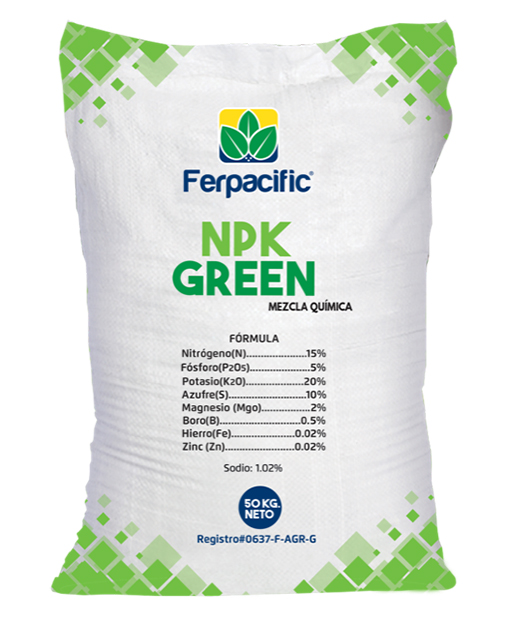 Ferpacific®
NPK
GREEN
MEZCLA QUÍMICA
FÓRMULA
Nitrógeno(N)......................15%
Fósforo(P2O5)......................5%
Potasio(K2O).....................20%
Azufre(S)............................10%
Magnesio (Mgo)..................2%
Boro(B)..............................0.5%
Hierro(Fe).......................0.02%
Zinc (Zn).........................0.02%
Sodio: 1.02%
50 KG.
NETO
Registro#0637-F-AGR-G